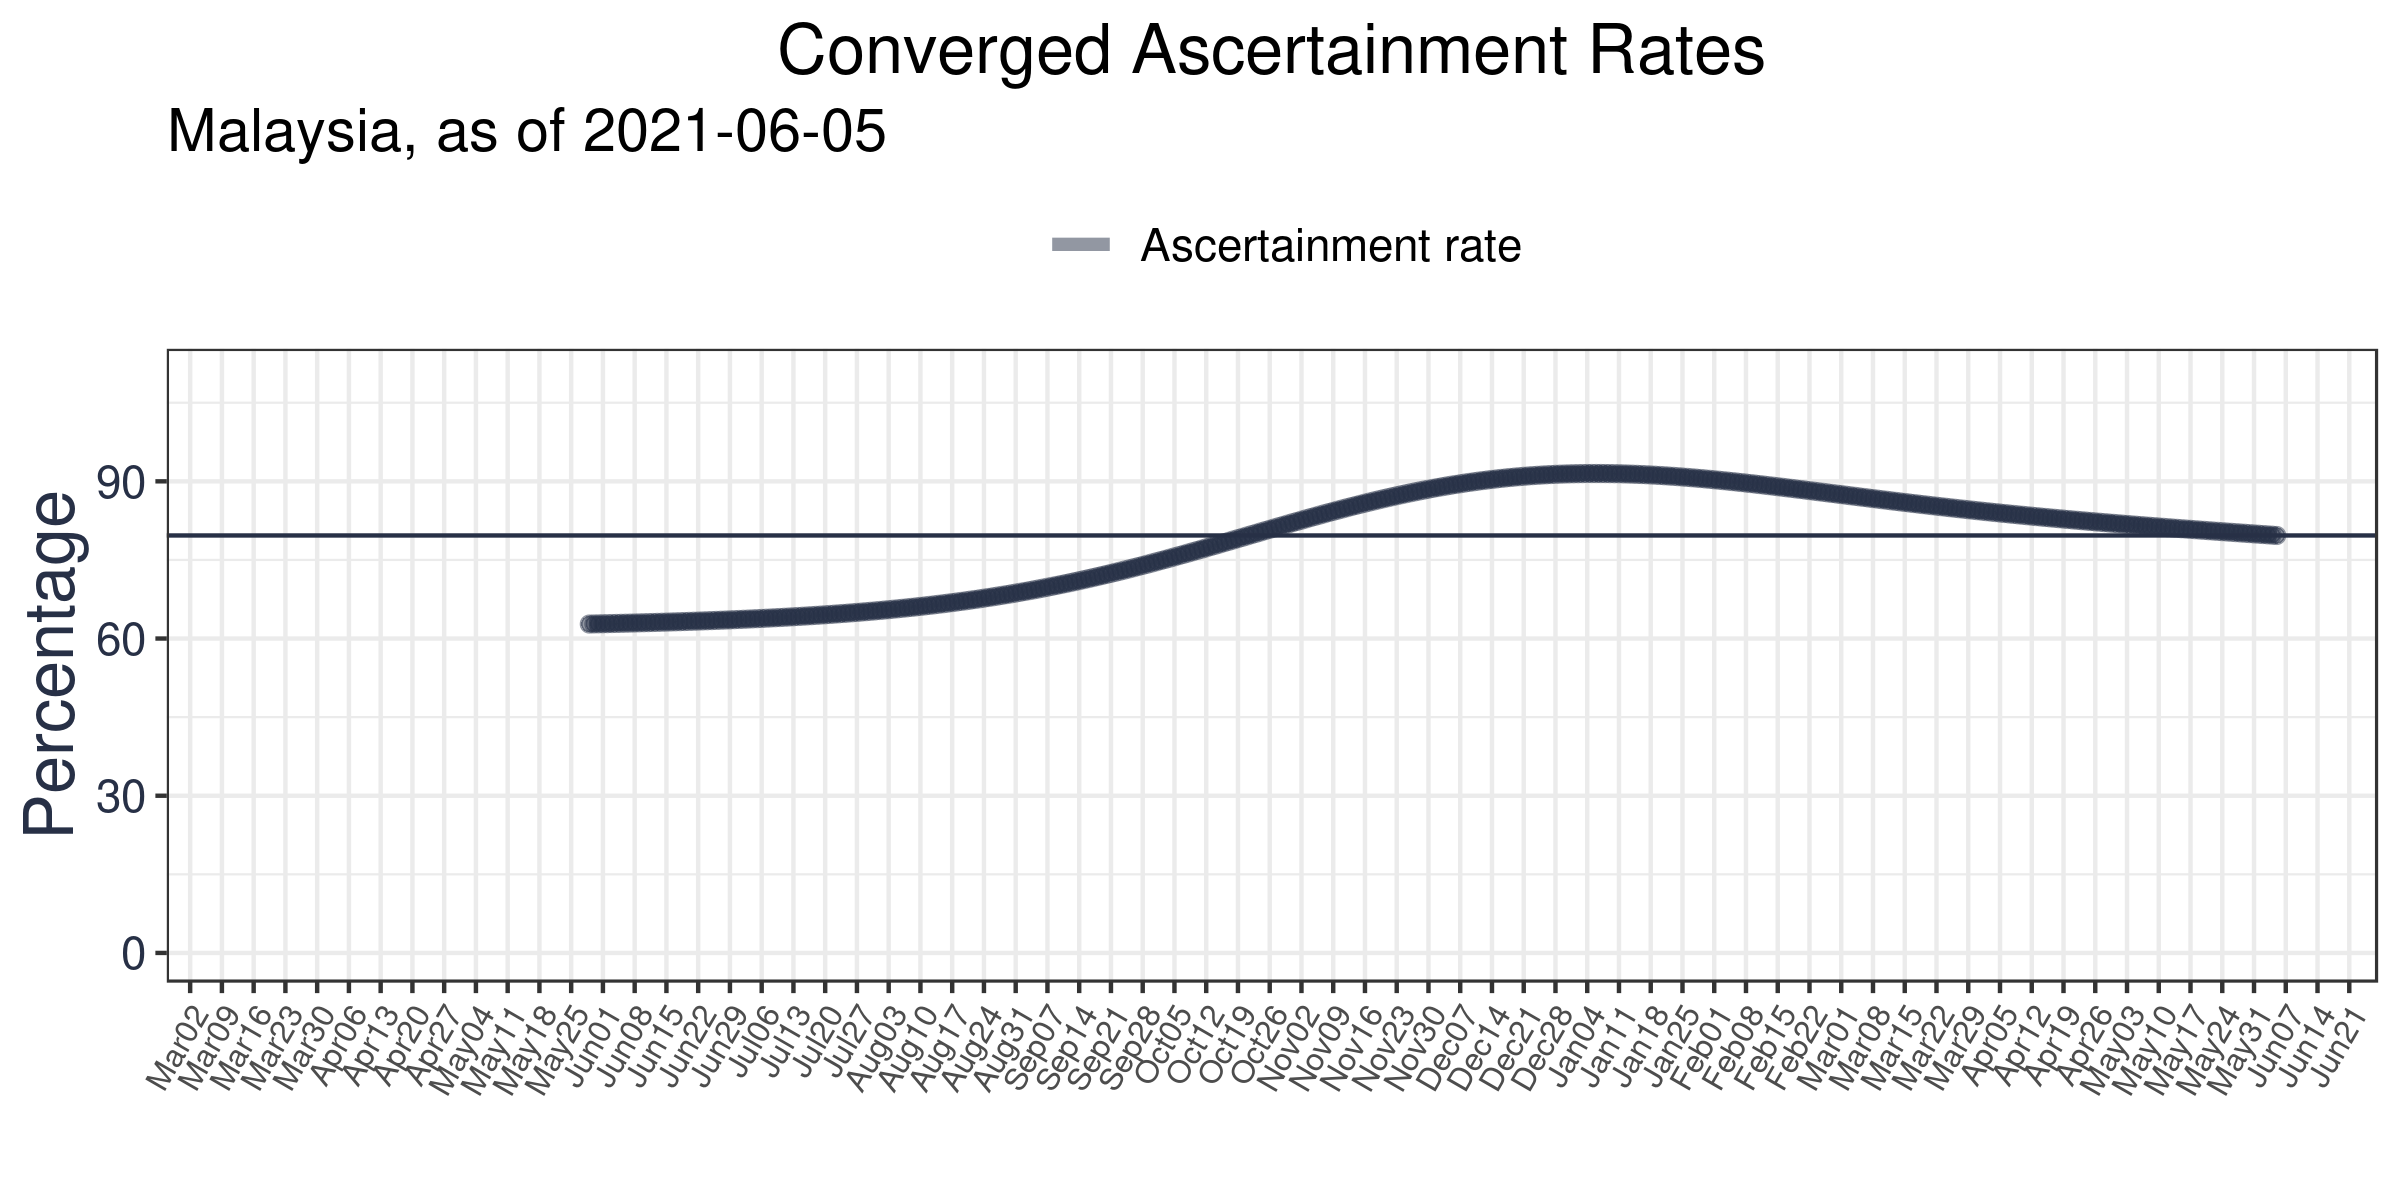 Converged Ascertainment Rates
Malaysia, as of 2021-06-05
Ascertainment rate
Percentage
90
60
30
0
Mar02 Mar09 Mar16 Mar23 Mar30 Apr06 Apr13 Apr20 Apr27 May04 May11 May18 May25 Jun01 Jun08 Jun15 Jun22 Jun29 Jul06 Jul13 Jul20 Jul27 Aug03 Aug10 Aug17 Aug24 Aug31 Sep07 Sep14 Sep21 Sep28 Oct05 Oct12 Oct19 Oct26 Nov02 Nov09 Nov16 Nov23 Nov30 Dec07 Dec14 Dec21 Dec28 Jan04 Jan11 Jan18 Jan25 Feb01 Feb08 Feb15 Feb22 Mar01 Mar08 Mar15 Mar22 Mar29 Apr05 Apr12 Apr19 Apr26 May03 May10 May17 May24 May31 Jun07 Jun14 Jun21